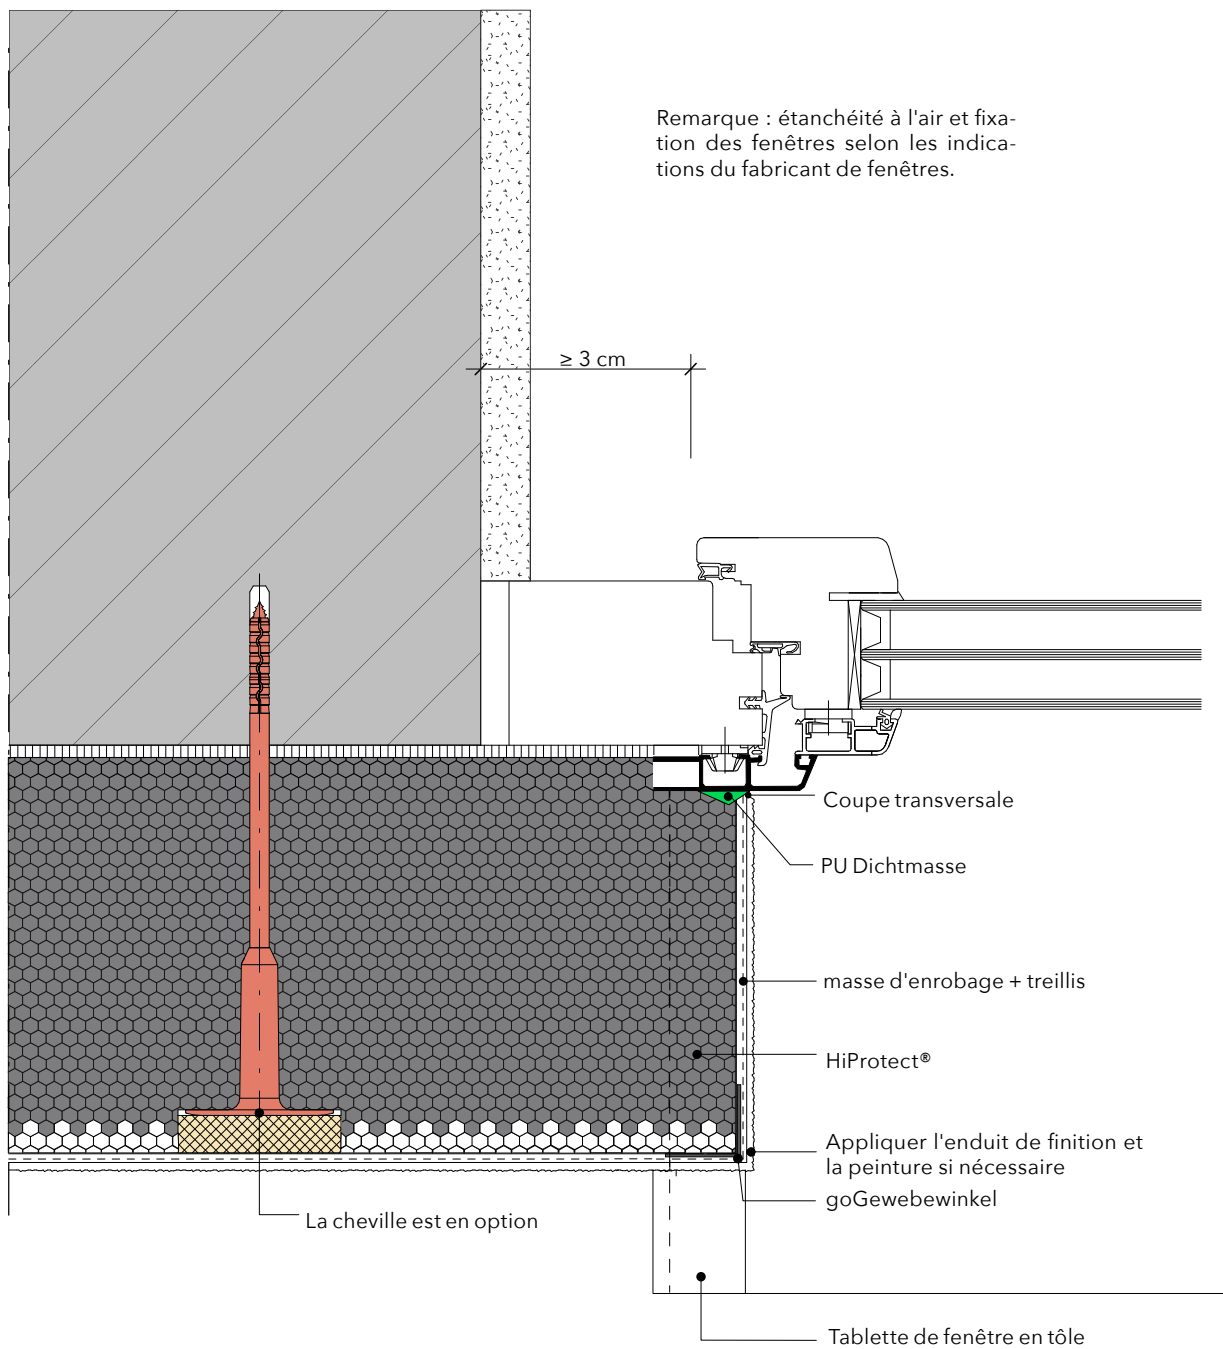 Remarque : étanchéité à l'air et fixa-
tion des fenêtres selon les indica-
tions du fabricant de fenêtres.
≥ 3 cm
Coupe transversale
PU Dichtmasse
masse d'enrobage + treillis
HiProtect®
Appliquer l'enduit de finition et
la peinture si nécessaire
goGewebewinkel
La cheville est en option
Tablette de fenêtre en tôle